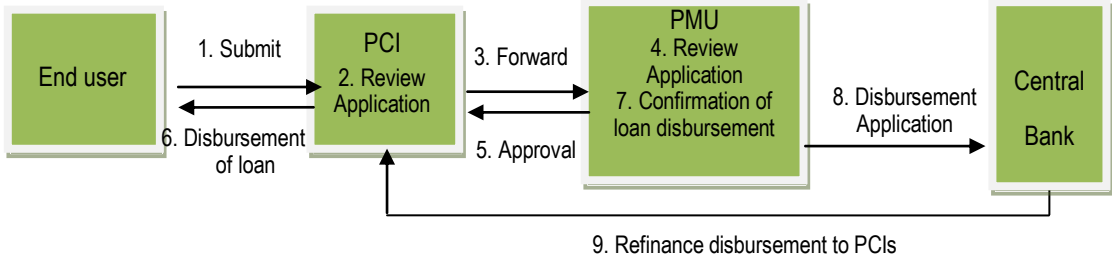 End user
1. Submit
6. Disbursement
of loan
PCI
2. Review
Application
3. Forward
5. Approval
PMU
4. Review
Application
7. Confirmation of
loan disbursement
8. Disbursement
Application
Central
Bank
9. Refinance disbursement to PCIs